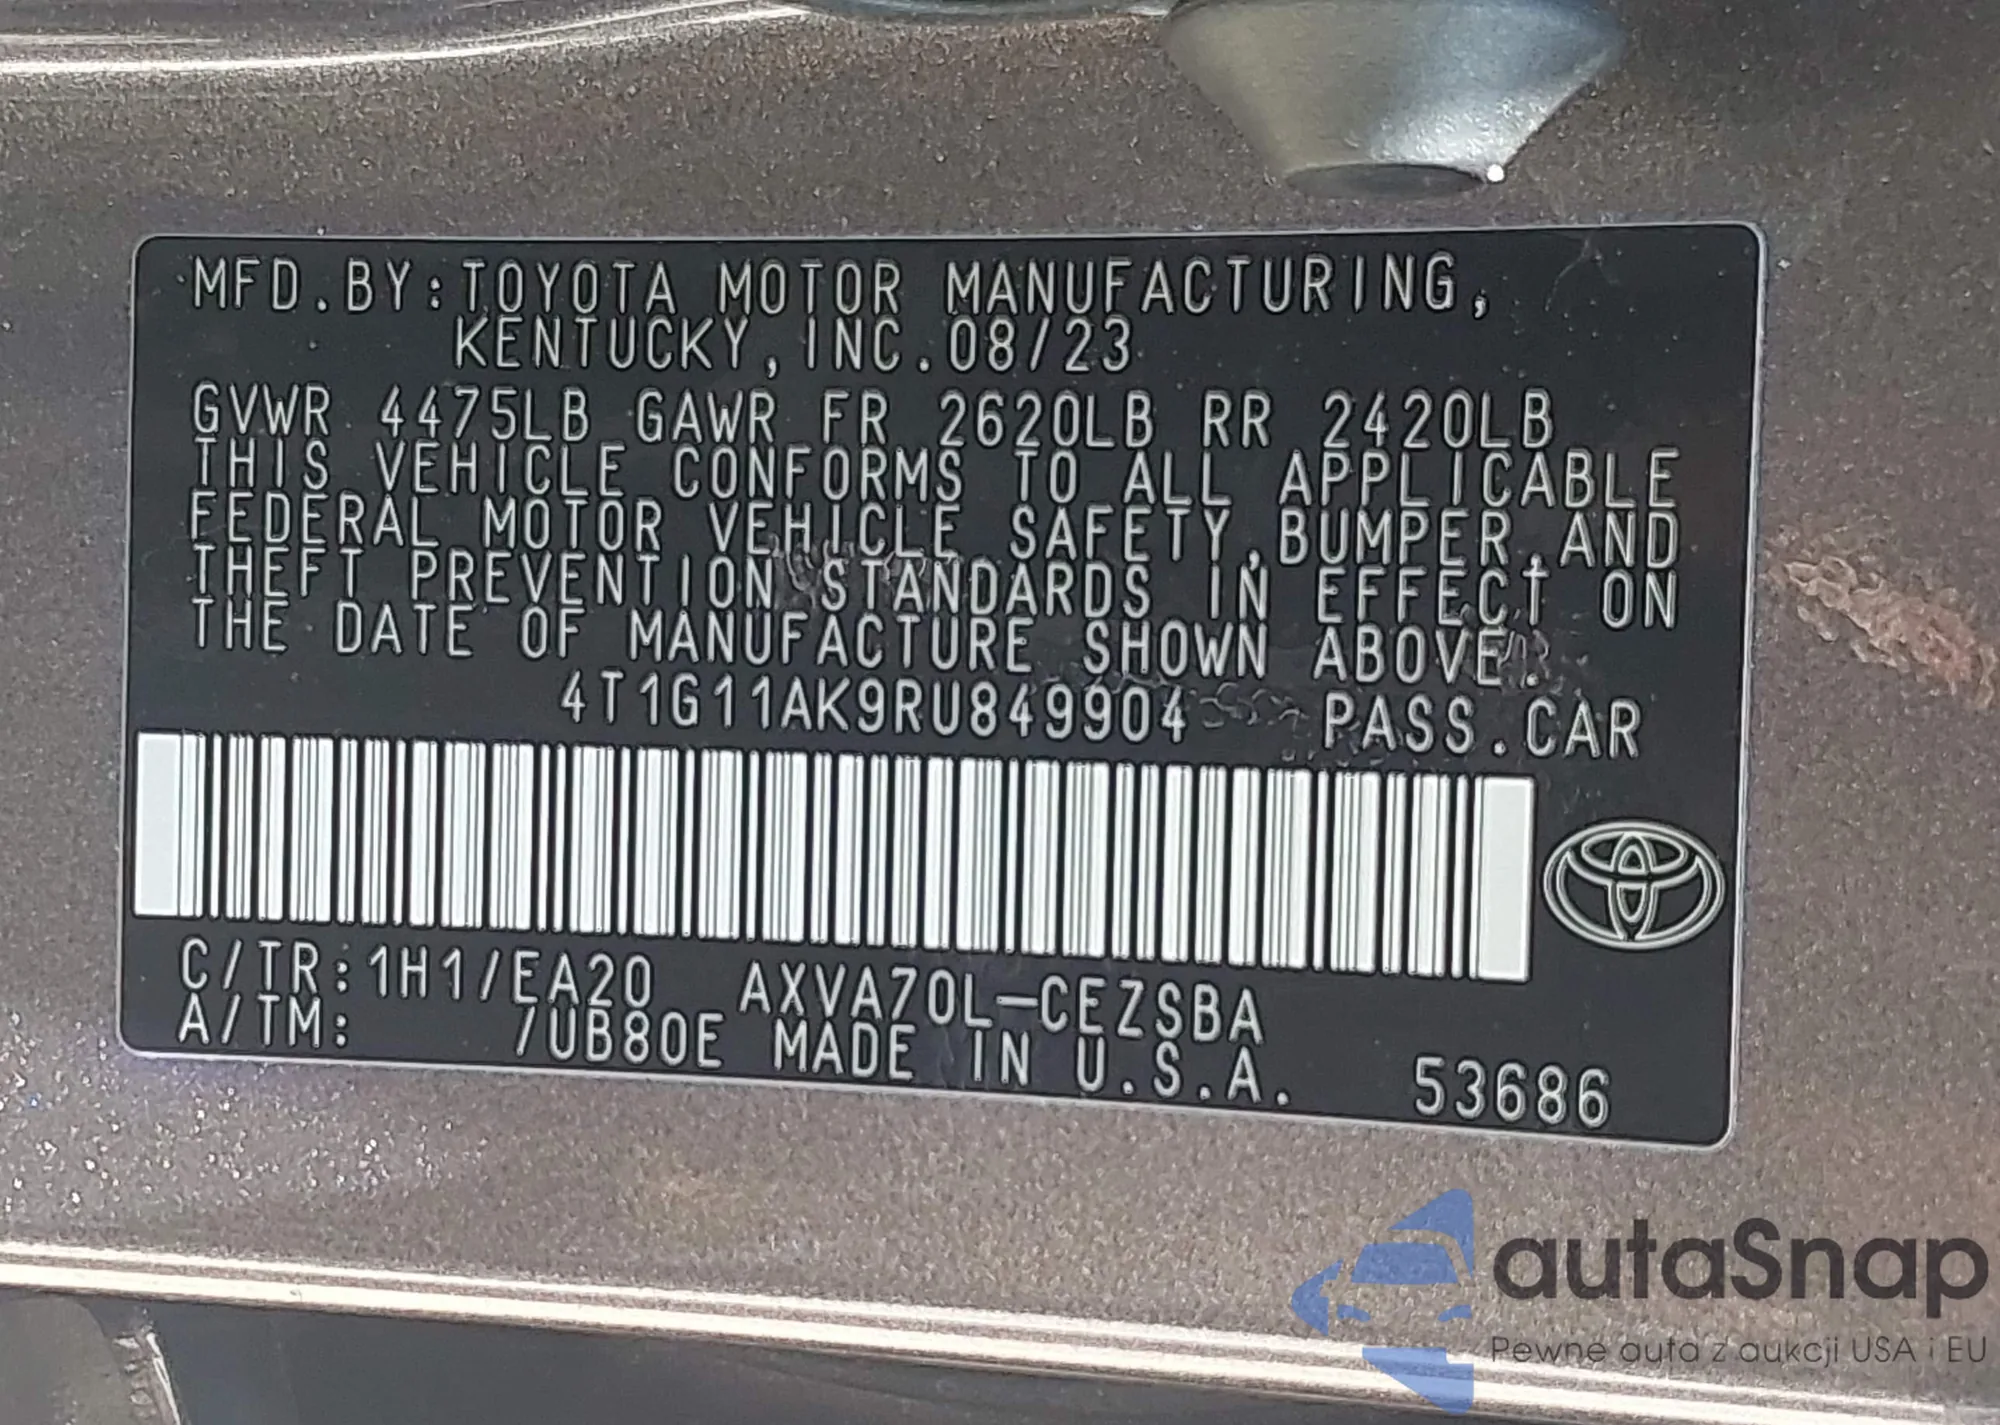 MFD.BY:TOYOTA MOTOR MANUFACTURING,
KENTUCKY, INC.08/23
GVWR 4475LB GAWR FR 2620LB RR 2420LB
THIS VEHICLE CONFORMS TO ALL APPLICABLE
FEDERAL MOTOR VEHICLE SAFETY,BUMPER,AND
THEFT PREVENTION STANDARDS IN EFFECT ON
THE DATE OF MANUFACTURE SHOWN ABOVE.
4T1G11AK9RU849904 PASS.CAR
C/TR:1H1/EA20 AXVA70L-CEZSBA
A/TM: /UB80E MADE IN U.S.A. 53686
autaSnap
Pewne auta z aukcji USA i EU